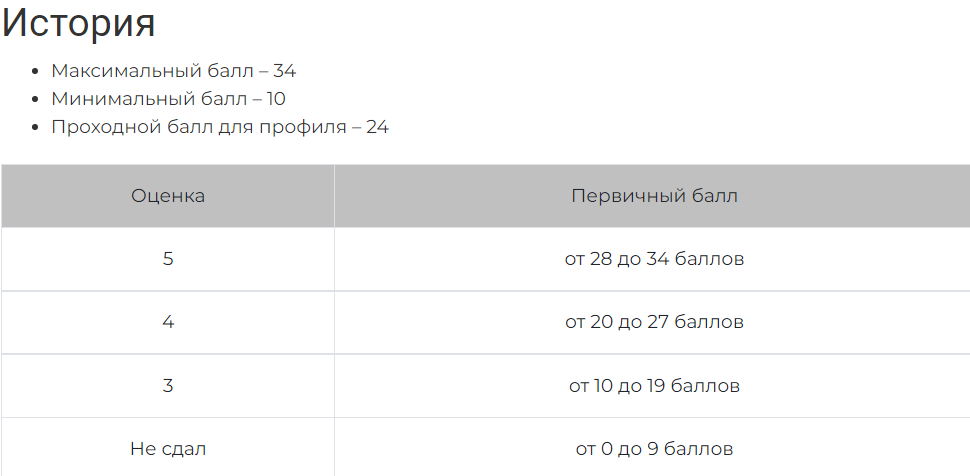 История
Максимальный балл – 34
Минимальный балл – 10
Проходной балл для профиля – 24
Оценка Первичный балл
5 от 28 до 34 баллов
4 от 20 до 27 баллов
3 от 10 до 19 баллов
Не сдал от 0 до 9 баллов